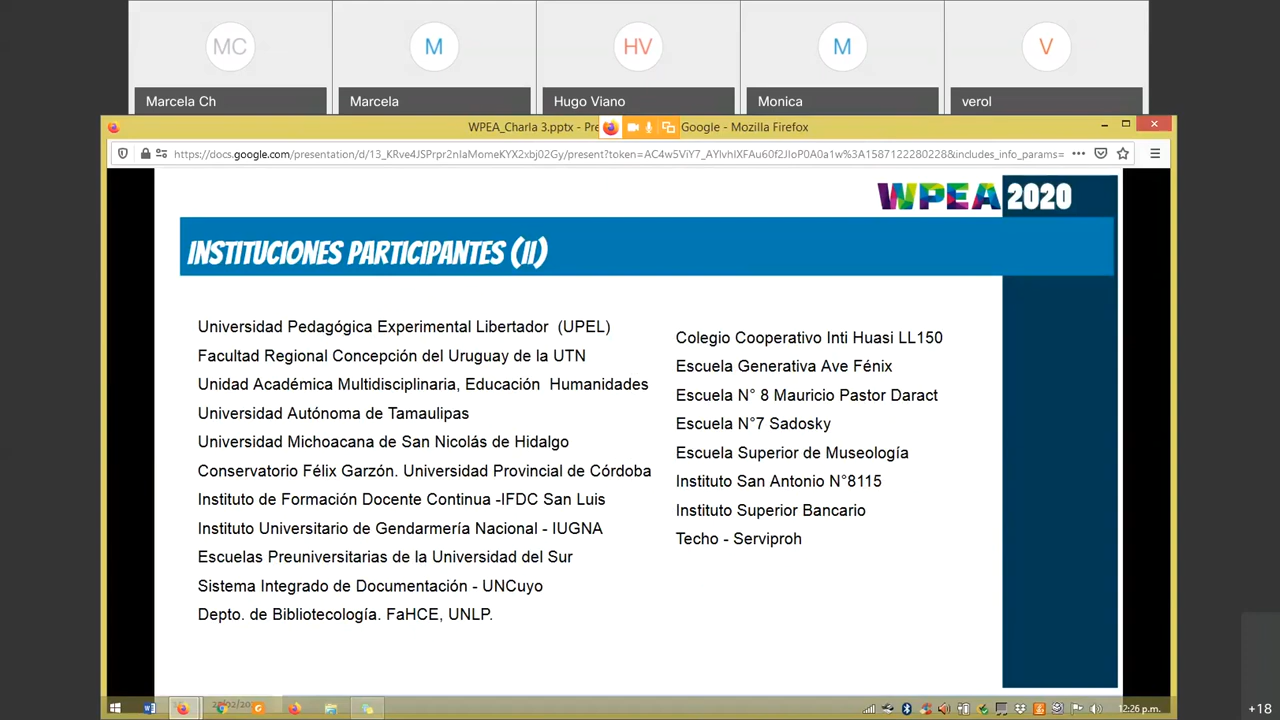 MC
M
HV
M
V
Marcela Ch
Marcela
Hugo Viano
Monica
verol
WPEA_Charla 3.pptx - Pre
Google - Mozilla Firefox
https://docs.google.com/presentation/d/13_KRve4JSPrpr2nIaMomeKYX2xbj02Gy/present?token=AC4w5ViY7_AYlvhIXFAu60f2JIoP0A0a1w%3A1587122280228&includes_info_params=
WPEA 2020
INSTITUCIONES PARTICIPANTES (II)
Universidad Pedagógica Experimental Libertador (UPEL)
Facultad Regional Concepción del Uruguay de la UTN
Unidad Académica Multidisciplinaria, Educación Humanidades
Universidad Autónoma de Tamaulipas
Universidad Michoacana de San Nicolás de Hidalgo
Conservatorio Félix Garzón. Universidad Provincial de Córdoba
Instituto de Formación Docente Continua -IFDC San Luis
Instituto Universitario de Gendarmería Nacional - IUGNA
Escuelas Preuniversitarias de la Universidad del Sur
Sistema Integrado de Documentación - UNCuyo
Depto. de Bibliotecología. FaHCE, UNLP.
Colegio Cooperativo Inti Huasi LL150
Escuela Generativa Ave Fénix
Escuela N° 8 Mauricio Pastor Daract
Escuela N°7 Sadosky
Escuela Superior de Museología
Instituto San Antonio N°8115
Instituto Superior Bancario
Techo - Serviproh
12:26 p.m.
+18